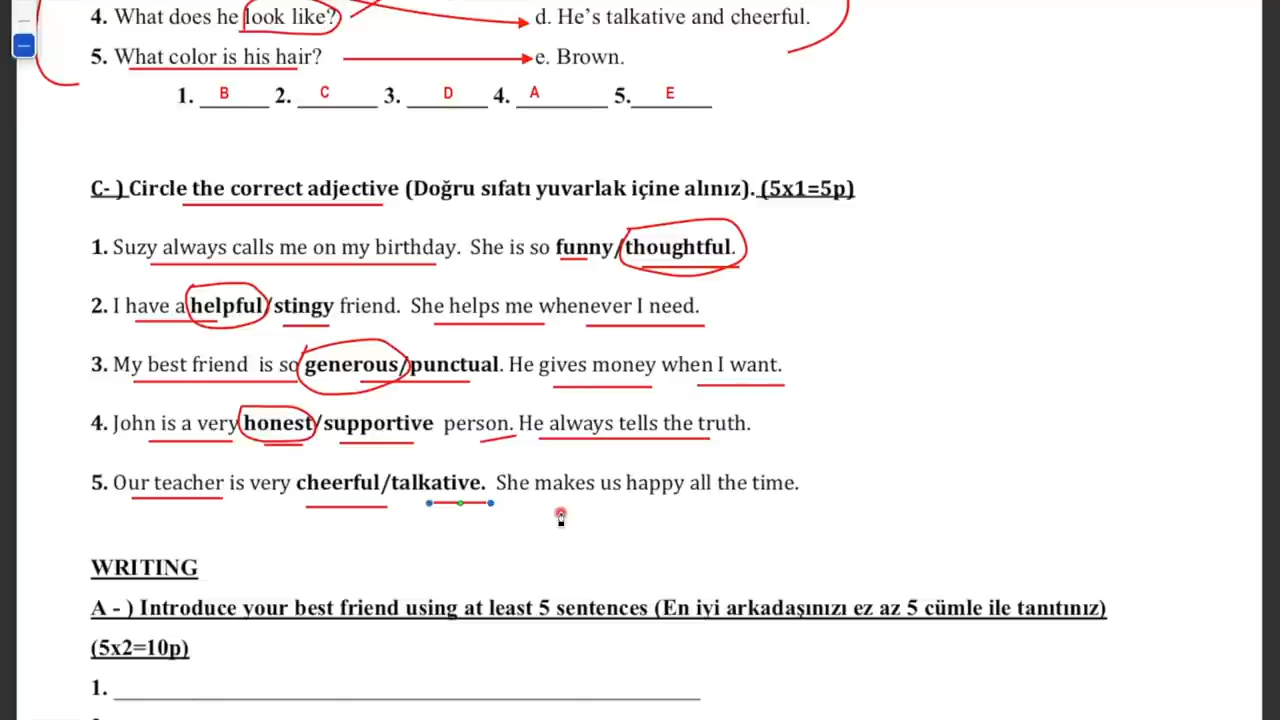 4. What does he look like? d. He's talkative and cheerful.
5. What color is his hair? e. Brown.
1. B 2. C 3. D 4. A 5. E
C- ) Circle the correct adjective (Doğru sıfatı yuvarlak içine alınız). (5x1=5p)
1. Suzy always calls me on my birthday. She is so funny/thoughtful.
2. I have a helpful/stingy friend. She helps me whenever I need.
3. My best friend is so generous/punctual. He gives money when I want.
4. John is a very honest/supportive person. He always tells the truth.
5. Our teacher is very cheerful/talkative. She makes us happy all the time.
WRITING
A - ) Introduce your best friend using at least 5 sentences (En iyi arkadaşınızı ez az 5 cümle ile tanıtınız)
(5x2=10p)
1.